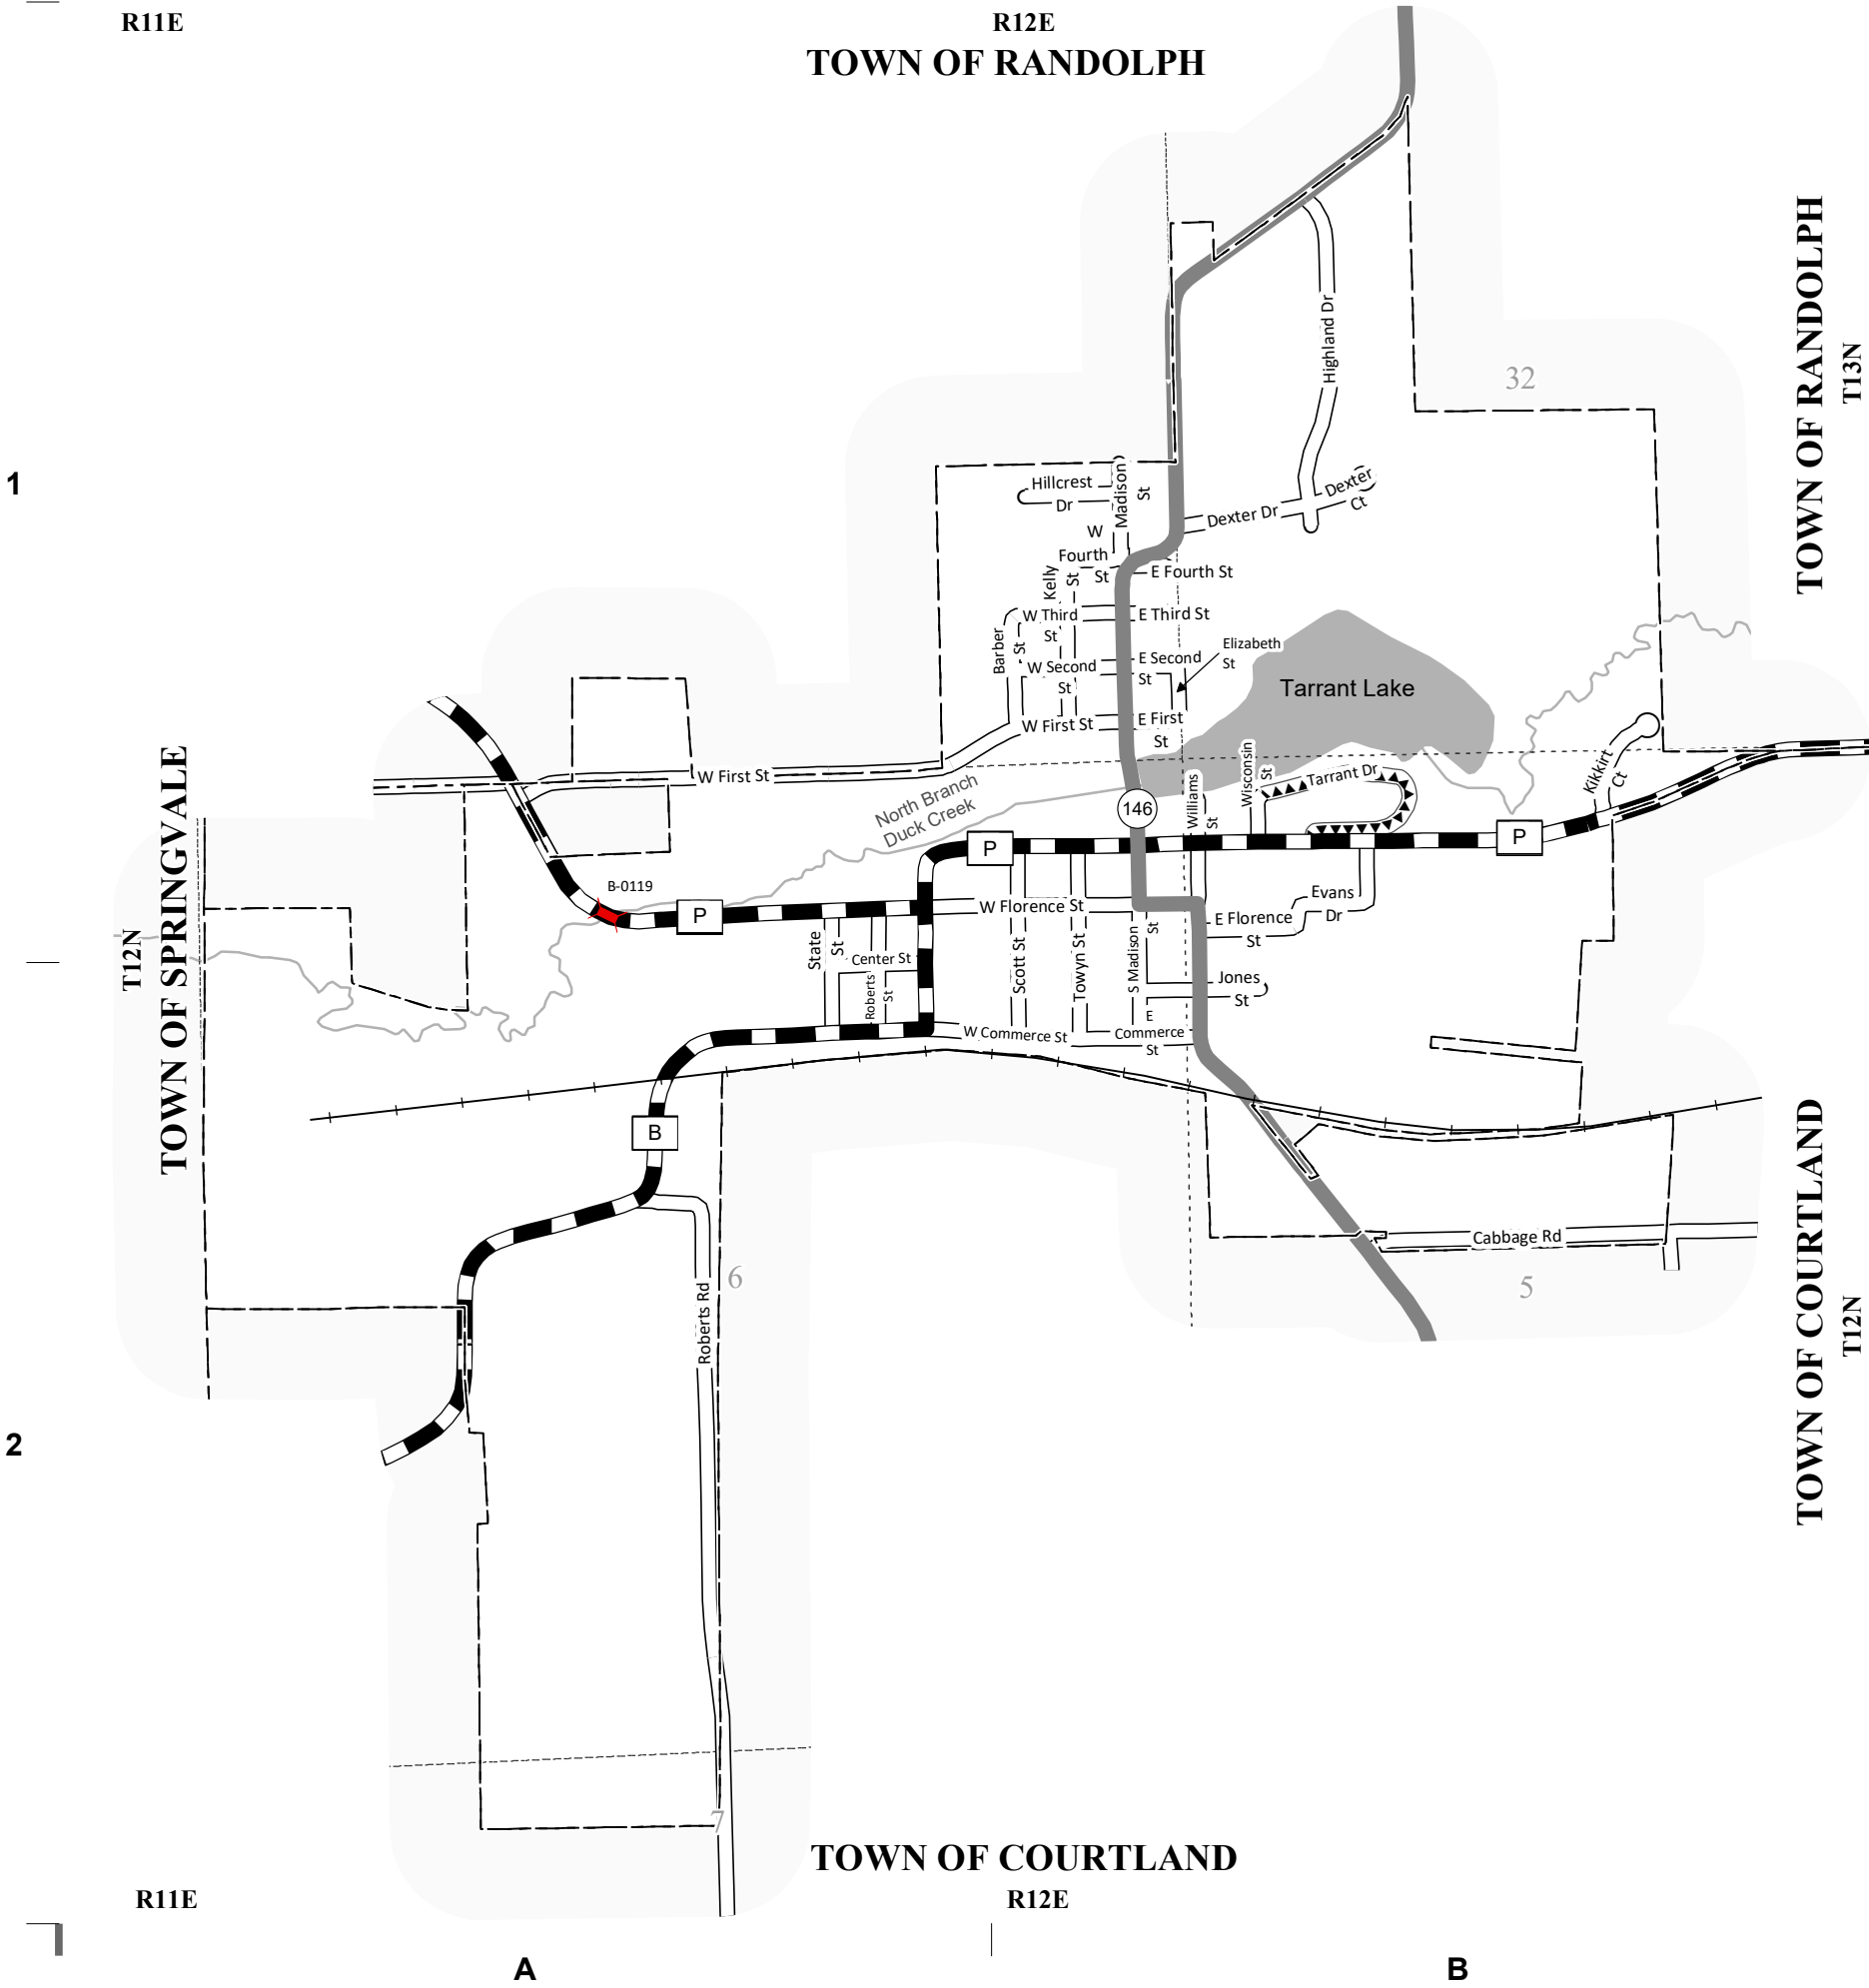 R11E
R12E
TOWN OF RANDOLPH
TOWN OF RANDOLPH
T13N
32
Highland Dr
1
Hillcrest
Dr
Madison
St
Dexter
Ct
Dexter Dr
W
Fourth
St
E Fourth St
Kelly
St
W Third
St
E Third St
Barber
St
W Second
St
E Second
St
Elizabeth
St
Tarrant Lake
W First St
E First
St
W First St
North Branch
Duck Creek
146
Williams
St
Wisconsin
St
Tarrant Dr
Kikkirt
Ct
P
P
TOWN OF SPRINGVALE
T12N
B-0119
P
W Florence St
Evans
Dr
E Florence
St
State
St
Center St
Roberts
St
Scott St
Towyn St
S Madison
St
Jones
St
W Commerce St
E
Commerce
St
B
Cabbage Rd
6
5
Roberts Rd
TOWN OF COURTLAND
T12N
2
7
TOWN OF COURTLAND
R11E
R12E
A
B